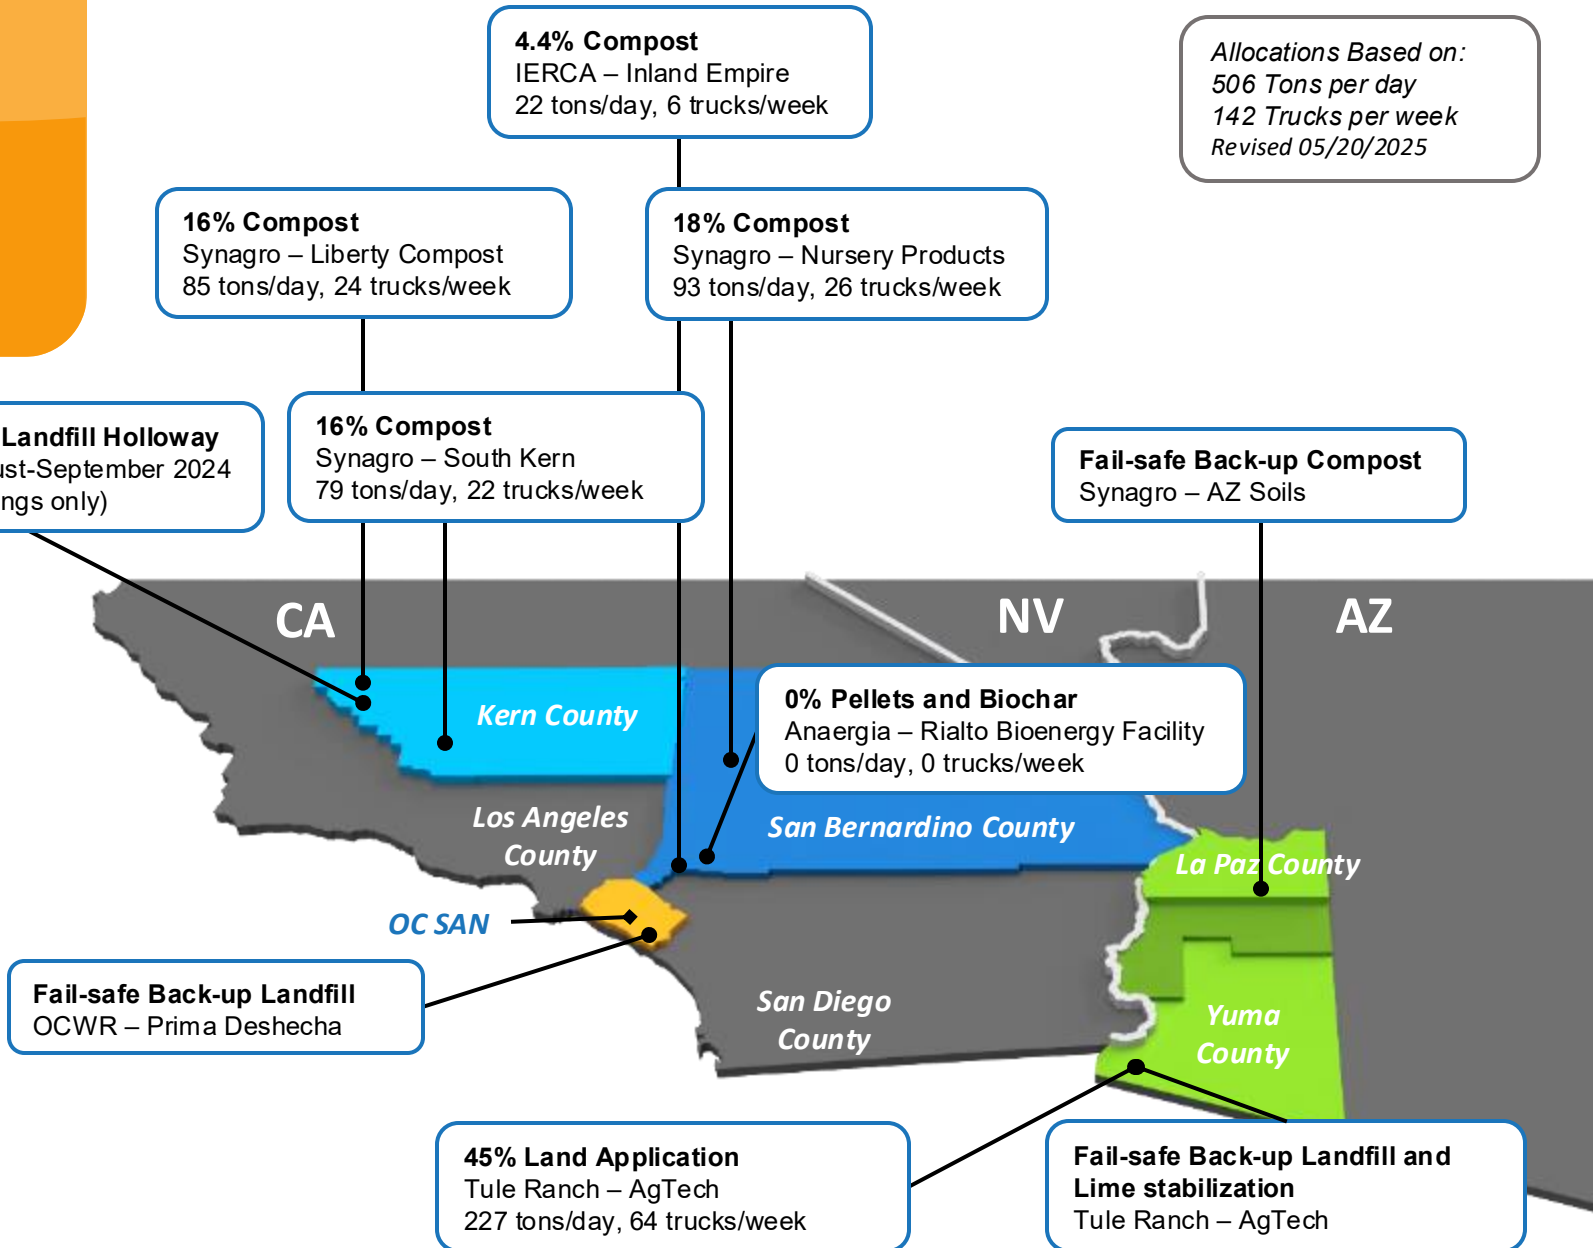 4.4% Compost
IERCA – Inland Empire
22 tons/day, 6 trucks/week
Allocations Based on:
506 Tons per day
142 Trucks per week
Revised 05/20/2025
16% Compost
Synagro – Liberty Compost
85 tons/day, 24 trucks/week
18% Compost
Synagro – Nursery Products
93 tons/day, 26 trucks/week
Landfill Holloway
ust-September 2024
ngs only)
16% Compost
Synagro – South Kern
79 tons/day, 22 trucks/week
Fail-safe Back-up Compost
Synagro – AZ Soils
CA
NV
AZ
Kern County
0% Pellets and Biochar
Anaergia – Rialto Bioenergy Facility
0 tons/day, 0 trucks/week
Los Angeles
County
San Bernardino County
La Paz County
OC SAN
Fail-safe Back-up Landfill
OCWR – Prima Deshecha
San Diego
County
Yuma
County
45% Land Application
Tule Ranch – AgTech
227 tons/day, 64 trucks/week
Fail-safe Back-up Landfill and
Lime stabilization
Tule Ranch – AgTech